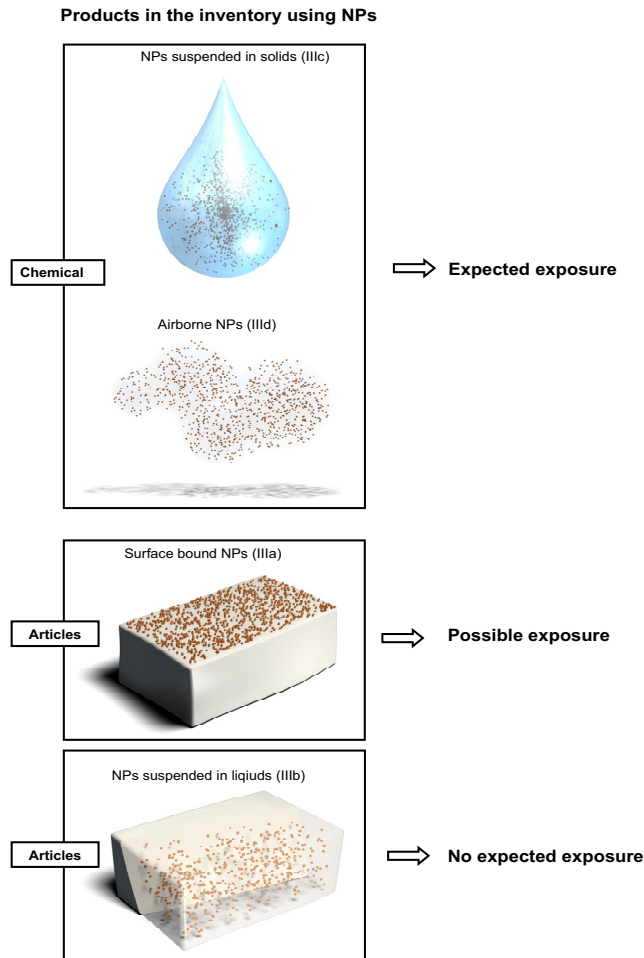 Products in the inventory using NPs
NPs suspended in solids (IIIc)
Chemical
Expected exposure
Airborne NPs (IIId)
Surface bound NPs (IIIa)
Articles
Possible exposure
NPs suspended in liqiuds (IIIb)
Articles
No expected exposure